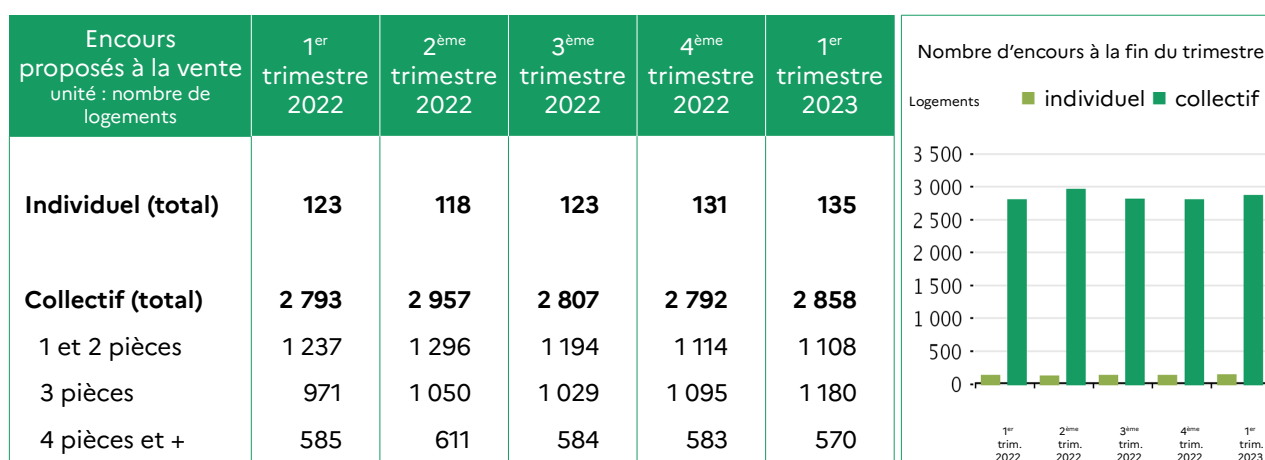 Encours
proposés à la vente
unité : nombre de
logements
1er
trimestre
2022
2ème
trimestre
2022
3ème
trimestre
2022
4ème
trimestre
2022
1er
trimestre
2023
Individuel (total) 123 118 123 131 135
Collectif (total) 2 793 2 957 2 807 2 792 2 858
1 et 2 pièces 1 237 1 296 1 194 1 114 1 108
3 pièces 971 1 050 1 029 1 095 1 180
4 pièces et + 585 611 584 583 570
Nombre d’encours à la fin du trimestre
Logements individuel collectif
3 500
3 000
2 500
2 000
1 500
1 000
500
0
1er
trim.
2022
2ème
trim.
2022
3ème
trim.
2022
4ème
trim.
2022
1er
trim.
2023